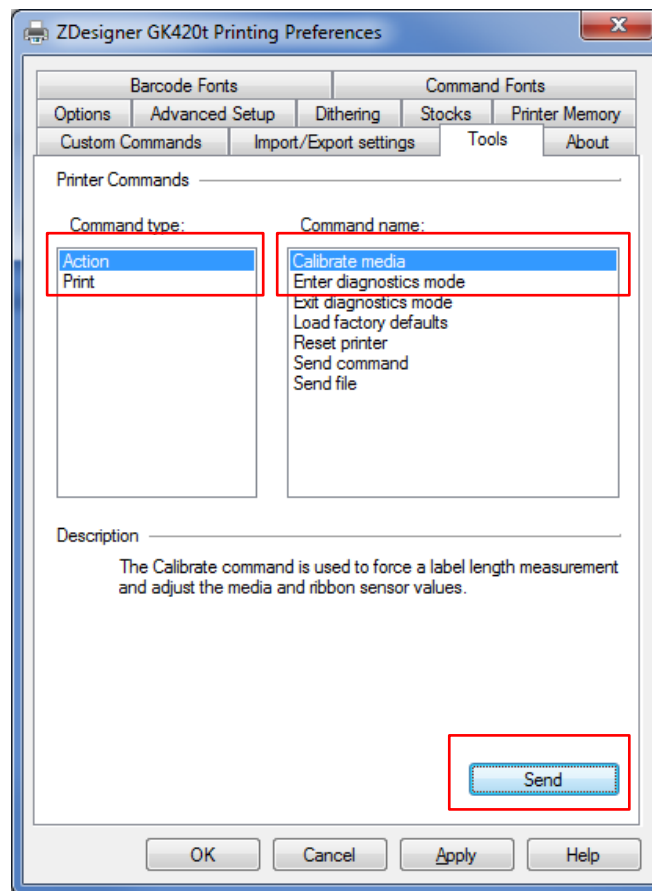 ZDesigner GK420t Printing Preferences
Barcode Fonts Command Fonts
Options Advanced Setup Dithering Stocks Printer Memory
Custom Commands Import/Export settings Tools About
Printer Commands
Command type: Command name:
Action Calibrate media
Print Enter diagnostics mode
Exit diagnostics mode
Load factory defaults
Reset printer
Send command
Send file
Description
The Calibrate command is used to force a label length measurement
and adjust the media and ribbon sensor values.
Send
OK Cancel Apply Help